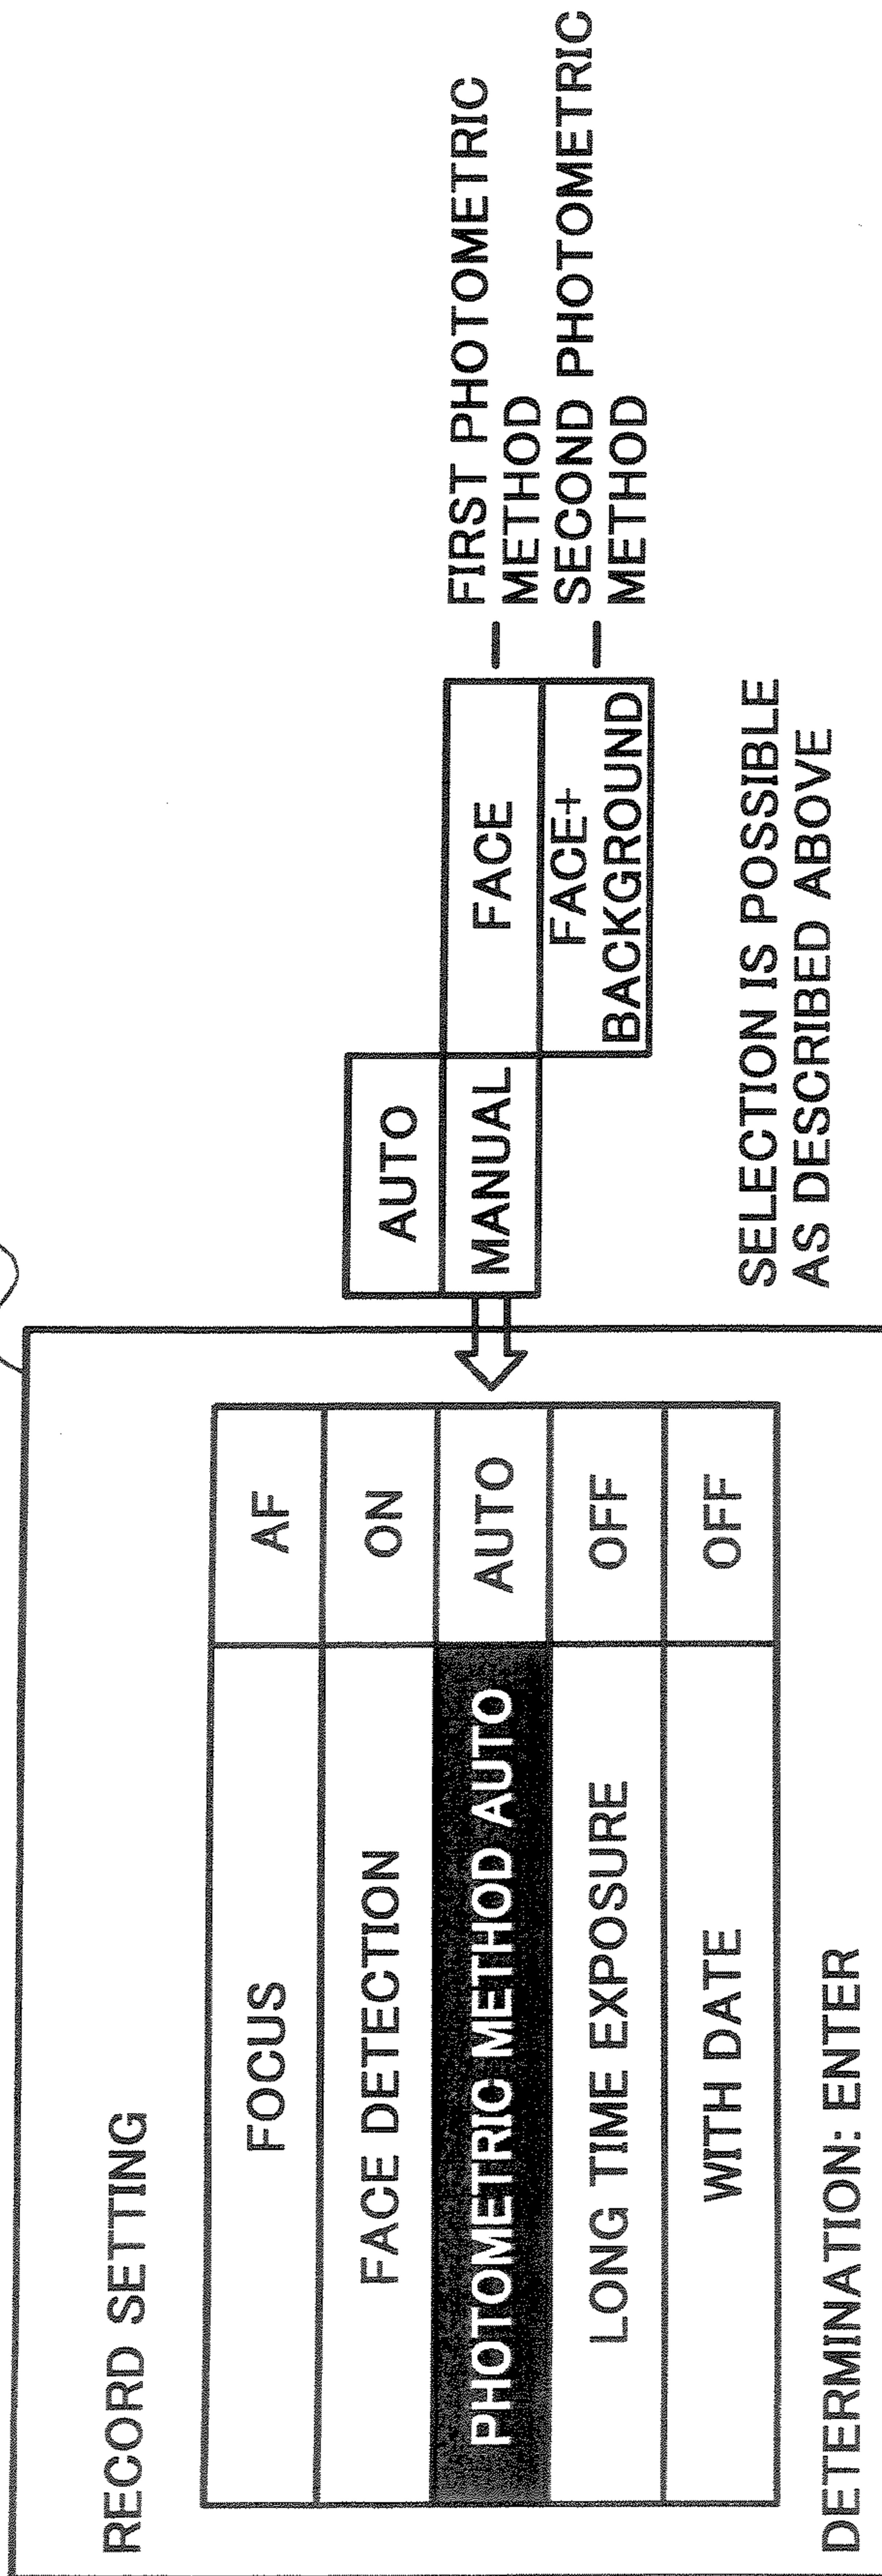 RECORD SETTING
FOCUS AF
FACE DETECTION ON
PHOTOMETRIC METHOD AUTO AUTO
LONG TIME EXPOSURE OFF
WITH DATE OFF
DETERMINATION: ENTER
AUTO
MANUAL FACE
FACE+
BACKGROUND
FIRST PHOTOMETRIC
METHOD
SECOND PHOTOMETRIC
METHOD
SELECTION IS POSSIBLE
AS DESCRIBED ABOVE